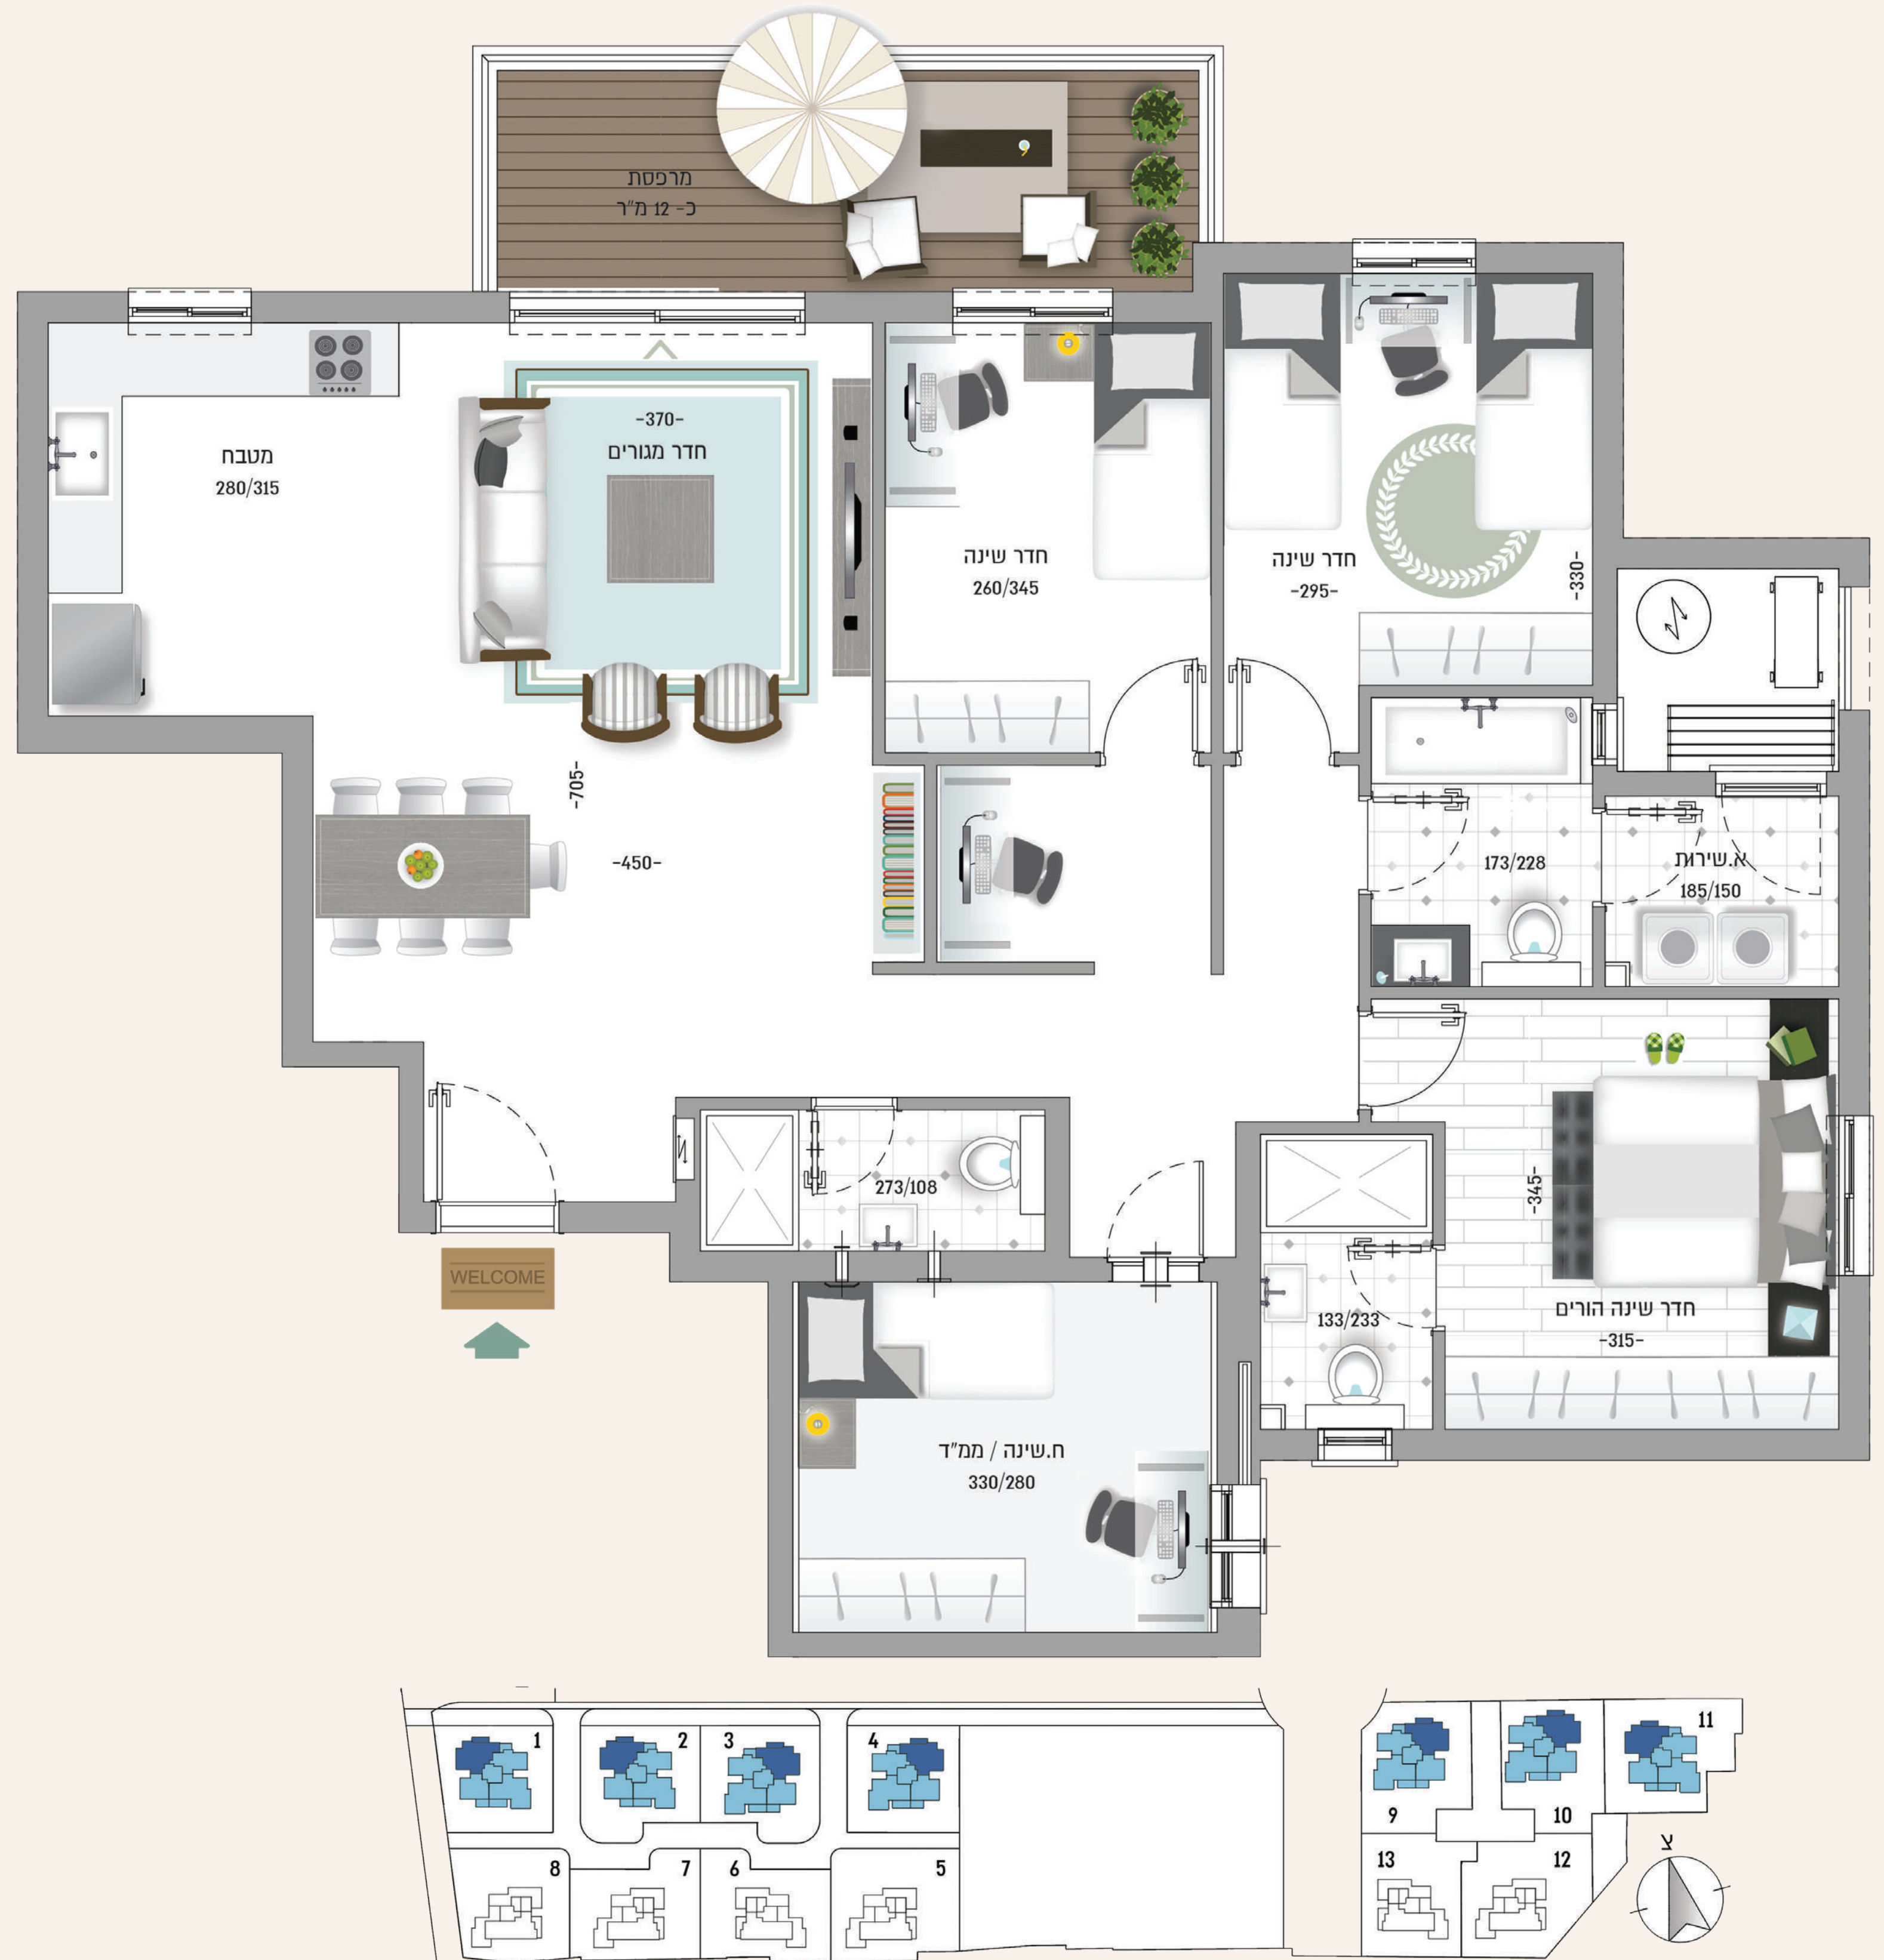 מרפסת
כ- 12 מ"ר
מטבח
280/315
-370-
חדר מגורים
חדר שינה
260/345
חדר שינה
-295-
-330-
-705-
-450-
173/228
א.שירות
185/150
273/108
WELCOME
133/233
-345-
חדר שינה הורים
-315-
ח.שינה / ממ"ד
330/280
1
2
3
4
9
10
11
8
7
6
5
13
12
צ